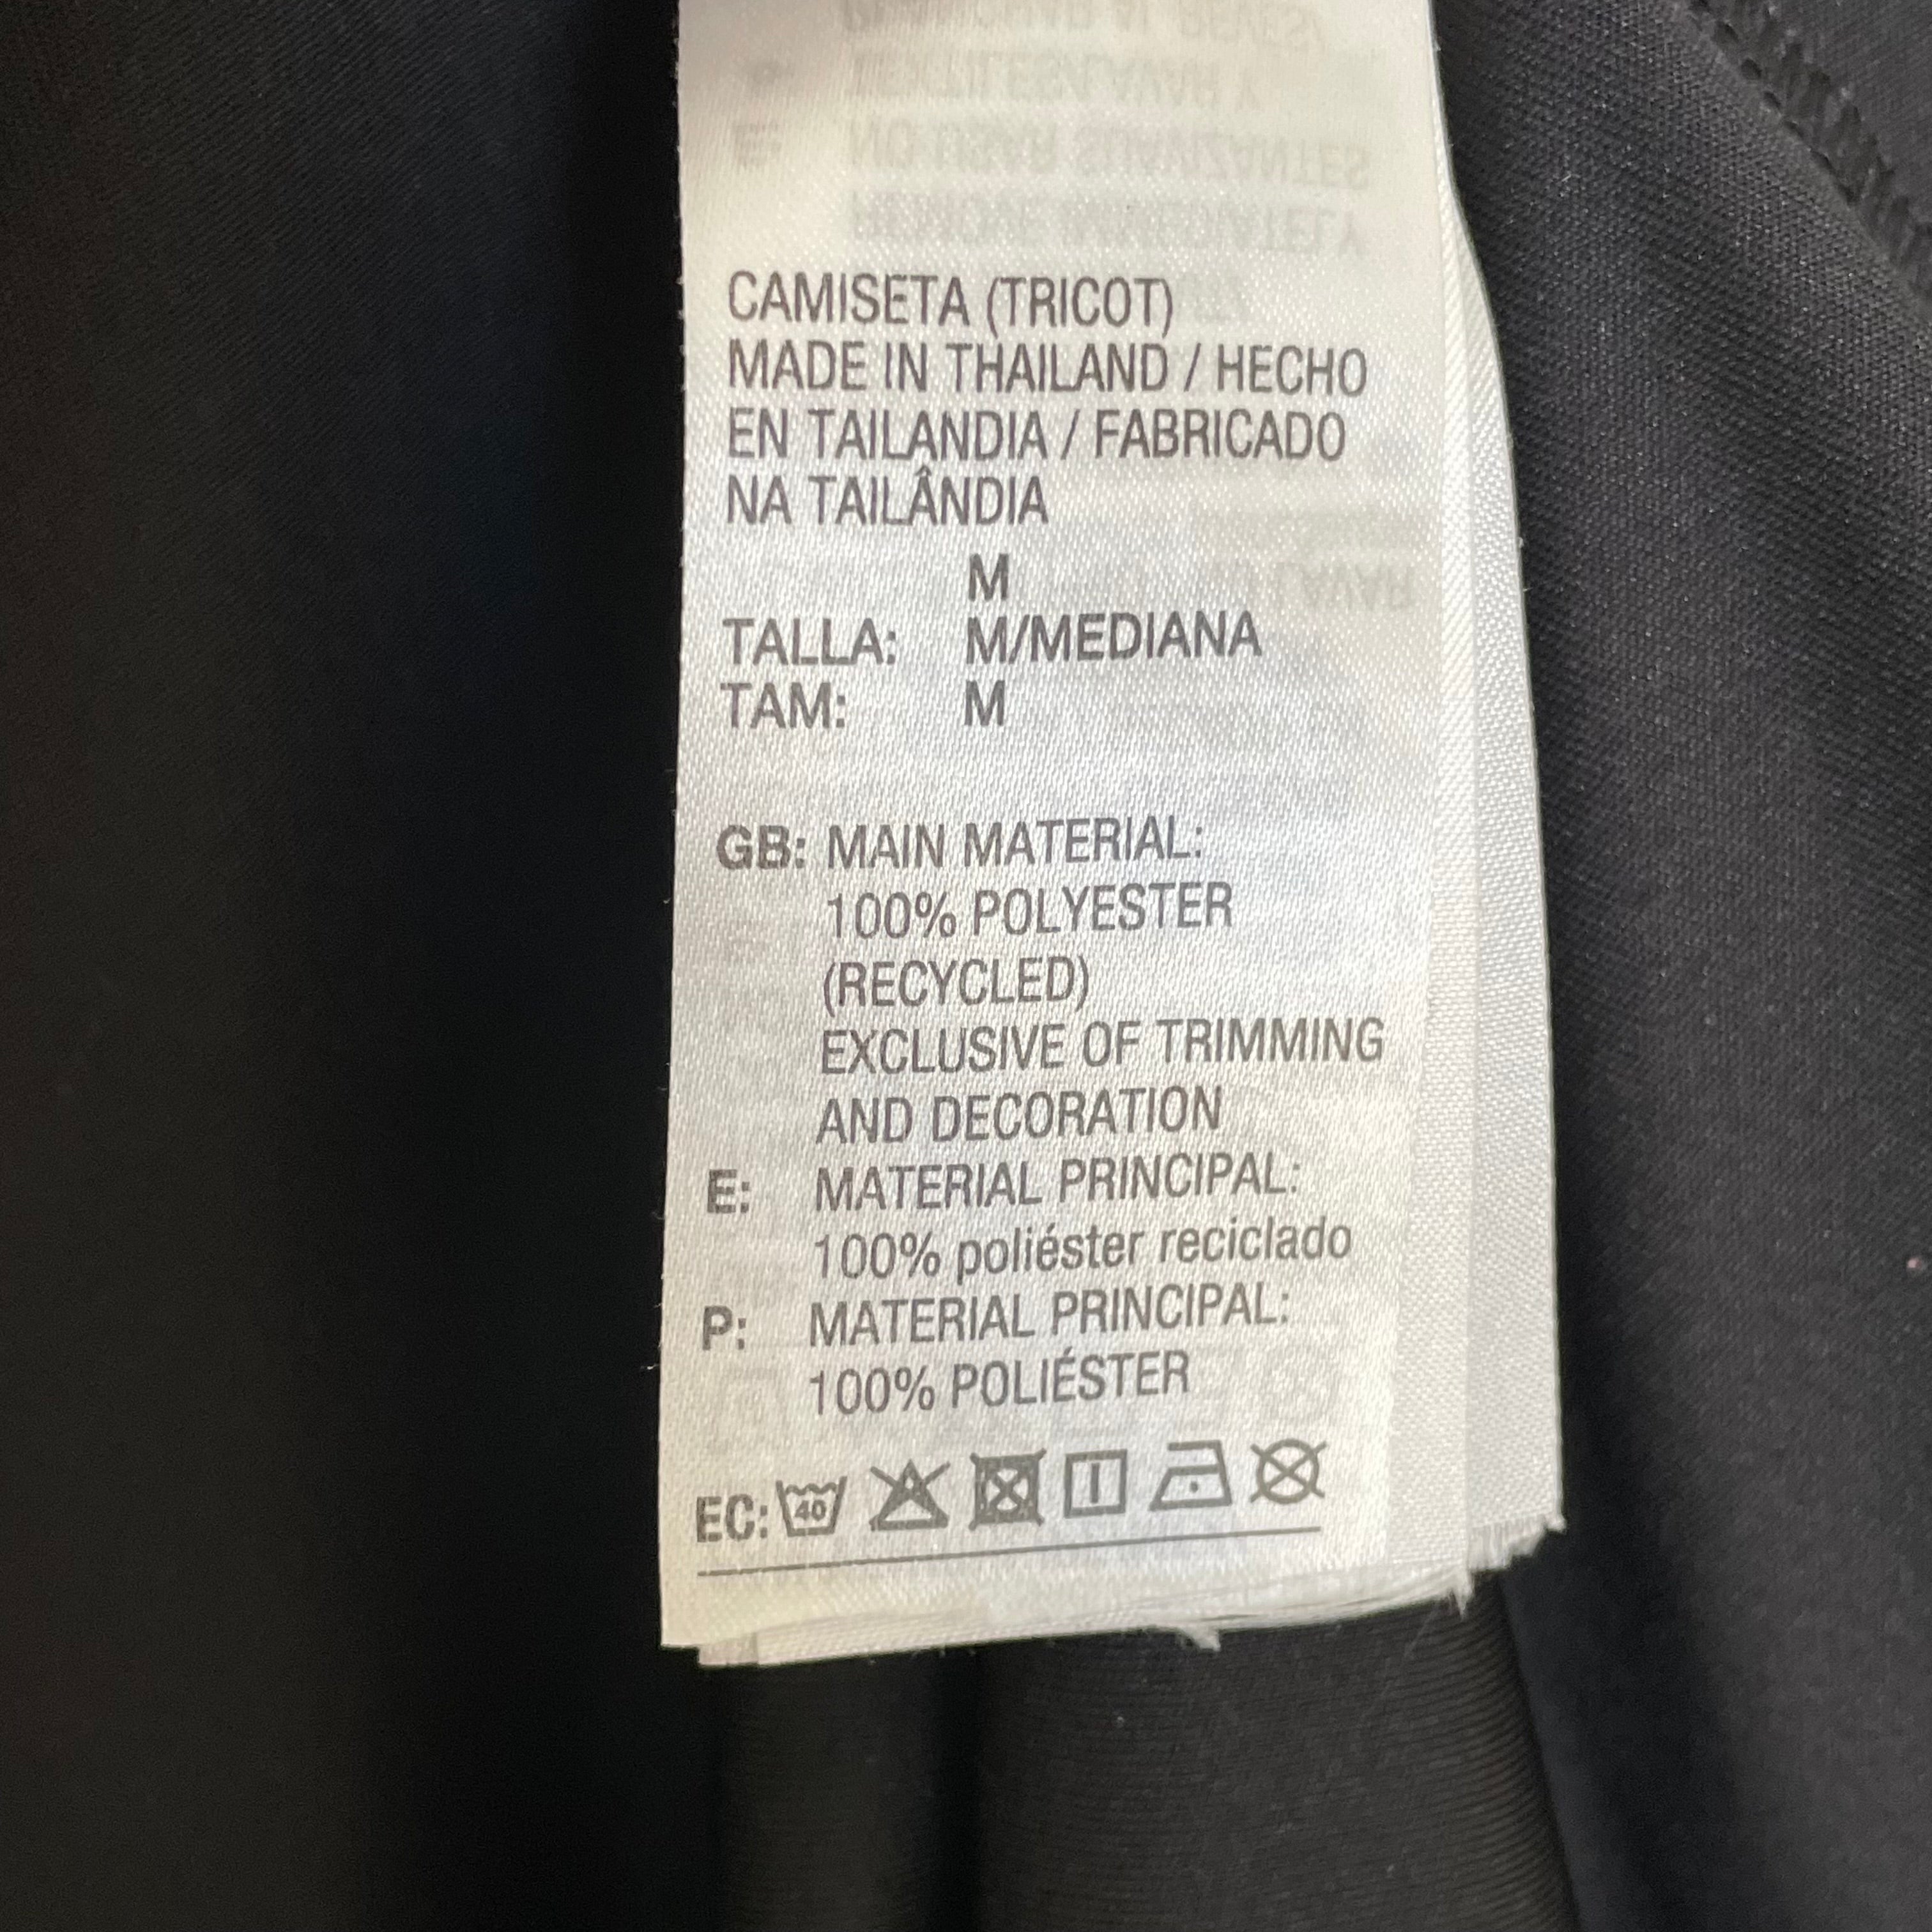 CAMISETA (TRICOT)
MADE IN THAILAND / HECHO
EN TAILANDIA / FABRICADO
NA TAILÂNDIA
M
TALLA: M/MEDIANA
TAM: M
GB: MAIN MATERIAL:
100% POLYESTER
(RECYCLED)
EXCLUSIVE OF TRIMMING
AND DECORATION
E: MATERIAL PRINCIPAL:
100% poliéster reciclado
P: MATERIAL PRINCIPAL:
100% POLIÉSTER
EC: 40